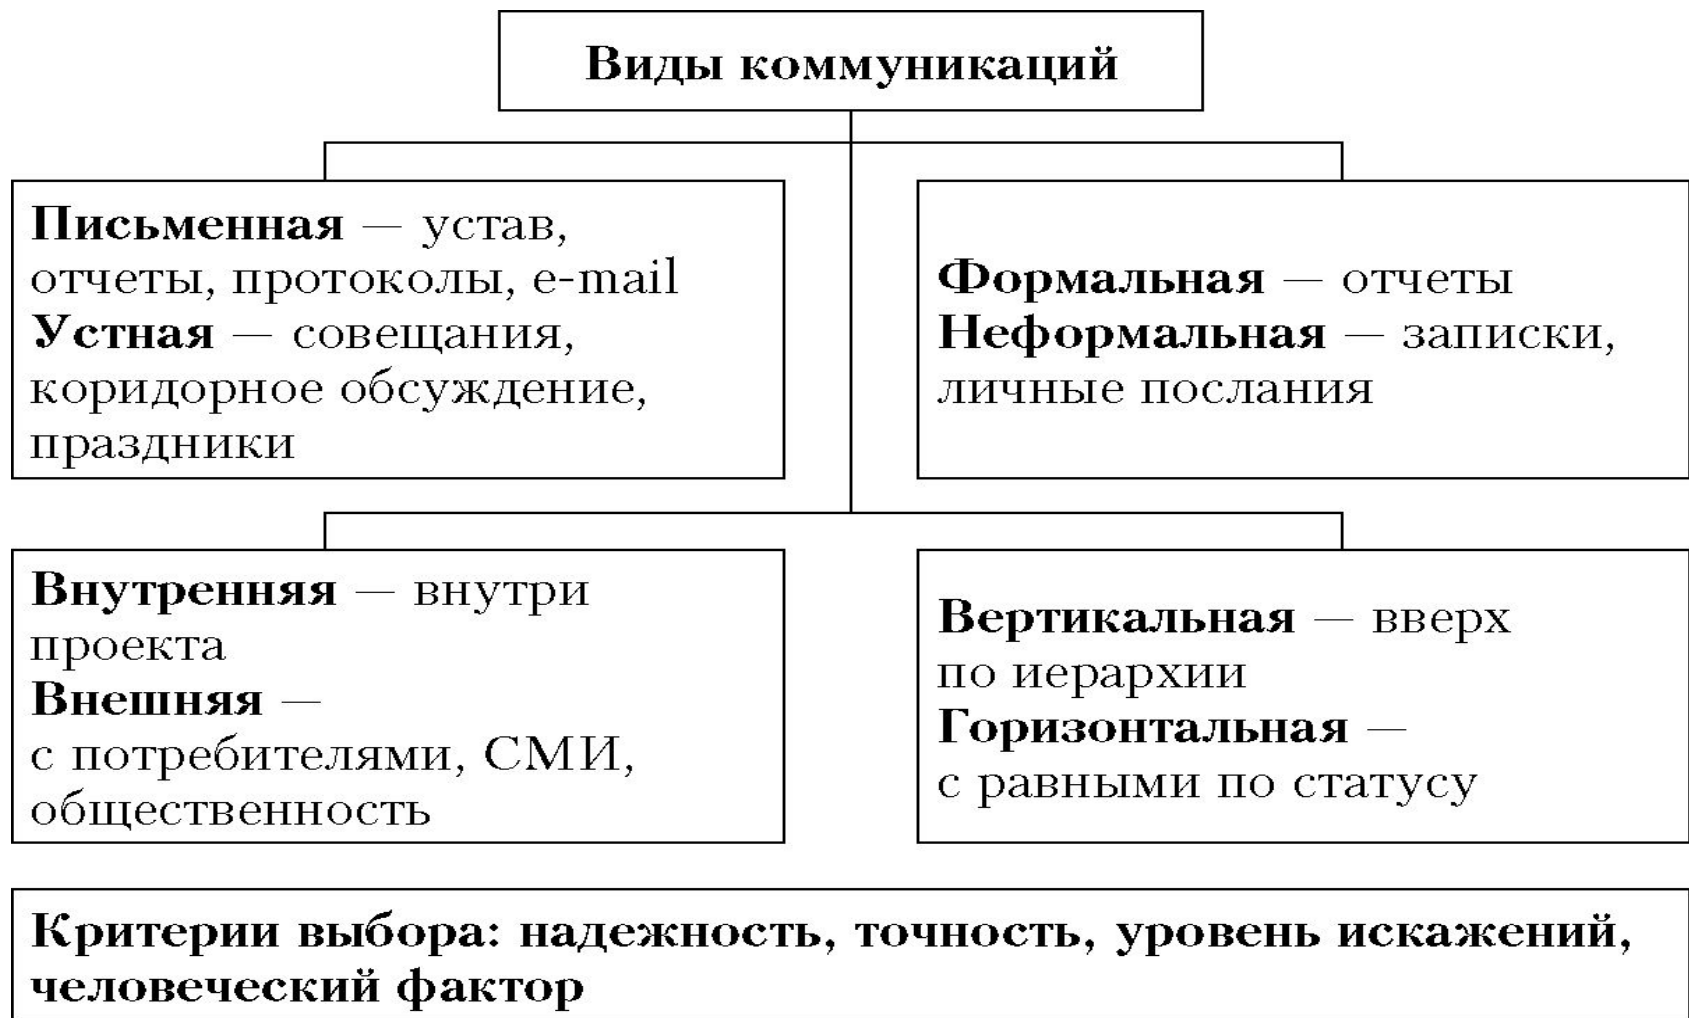 Виды коммуникаций
Письменная — устав,
отчеты, протоколы, e-mail
Устная — совещания,
коридорное обсуждение,
праздники
Формальная — отчеты
Неформальная — записки,
личные послания
Внутренняя — внутри
проекта
Внешняя —
с потребителями, СМИ,
общественность
Вертикальная — вверх
по иерархии
Горизонтальная —
с равными по статусу
Критерии выбора: надежность, точность, уровень искажений,
человеческий фактор